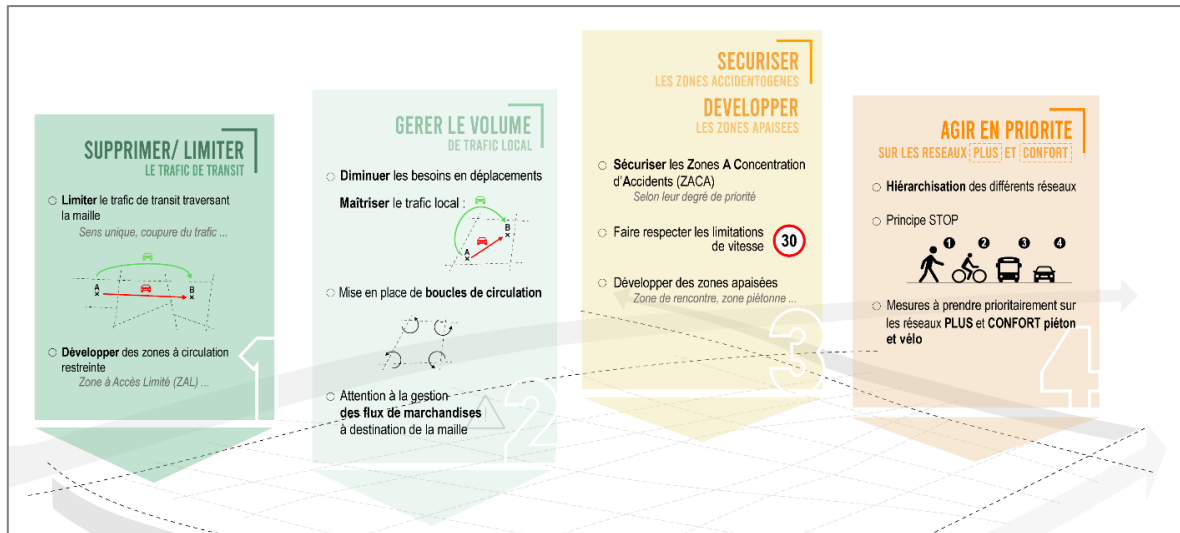 SUPPRIMER/ LIMITER
LE TRAFIC DE TRANSIT
Limiter le trafic de transit traversant
la maille
Sens unique, coupure du trafic ...
A
B
Développer des zones à circulation
restreinte
Zone à Accès Limité (ZAL) ...
1
GERER LE VOLUME
DE TRAFIC LOCAL
Diminuer les besoins en déplacements
Maîtriser le trafic local :
B
A
Mise en place de boucles de circulation
Attention à la gestion
des flux de marchandises
à destination de la maille
2
SECURISER
LES ZONES ACCIDENTOGENES
DEVELOPPER
LES ZONES APAISEES
Sécuriser les Zones A Concentration
d'Accidents (ZACA)
Selon leur degré de priorité
Faire respecter les limitations
de vitesse
30
Développer des zones apaisées
Zone de rencontre, zone piétonne ...
3
AGIR EN PRIORITE
SUR LES RESEAUX PLUS ET CONFORT
Hiérarchisation des différents réseaux
Principe STOP
1 2 3 4
Mesures à prendre prioritairement sur
les réseaux PLUS et CONFORT piéton
et vélo
4